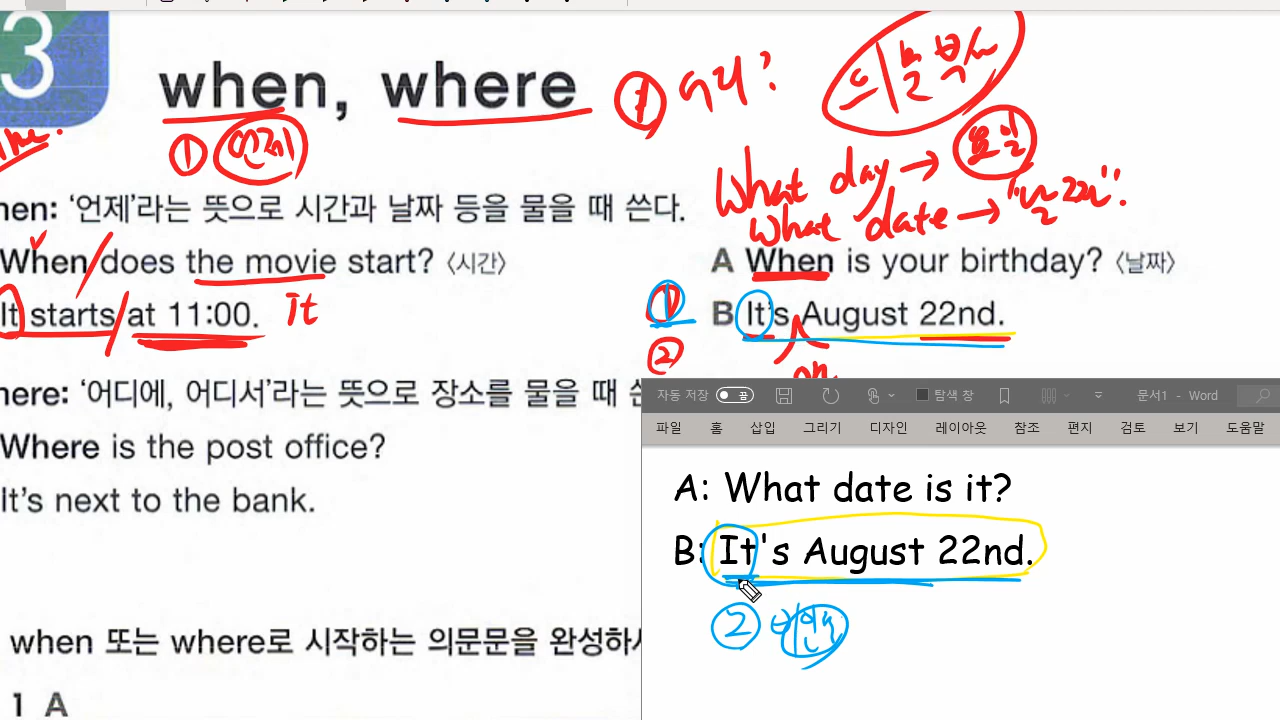 3
when, where
① 언제
의문부사
What day → 요일
What date → "날짜".
hen: '언제'라는 뜻으로 시간과 날짜 등을 물을 때 쓴다.
When does the movie start? <시간>
It starts at 11:00. It
A When is your birthday? <날짜>
① B It's August 22nd.
②
on
here: '어디에, 어디서'라는 뜻으로 장소를 물을 때
Where is the post office?
It's next to the bank.
when 또는 where로 시작하는 의문문을 완성하
1 A
자동 저장 끔 탐색 창 문서1 - Word
파일 홈 삽입 그리기 디자인 레이아웃 참조 편지 검토 보기 도움말
A: What date is it?
B: It's August 22nd.
② 비인칭